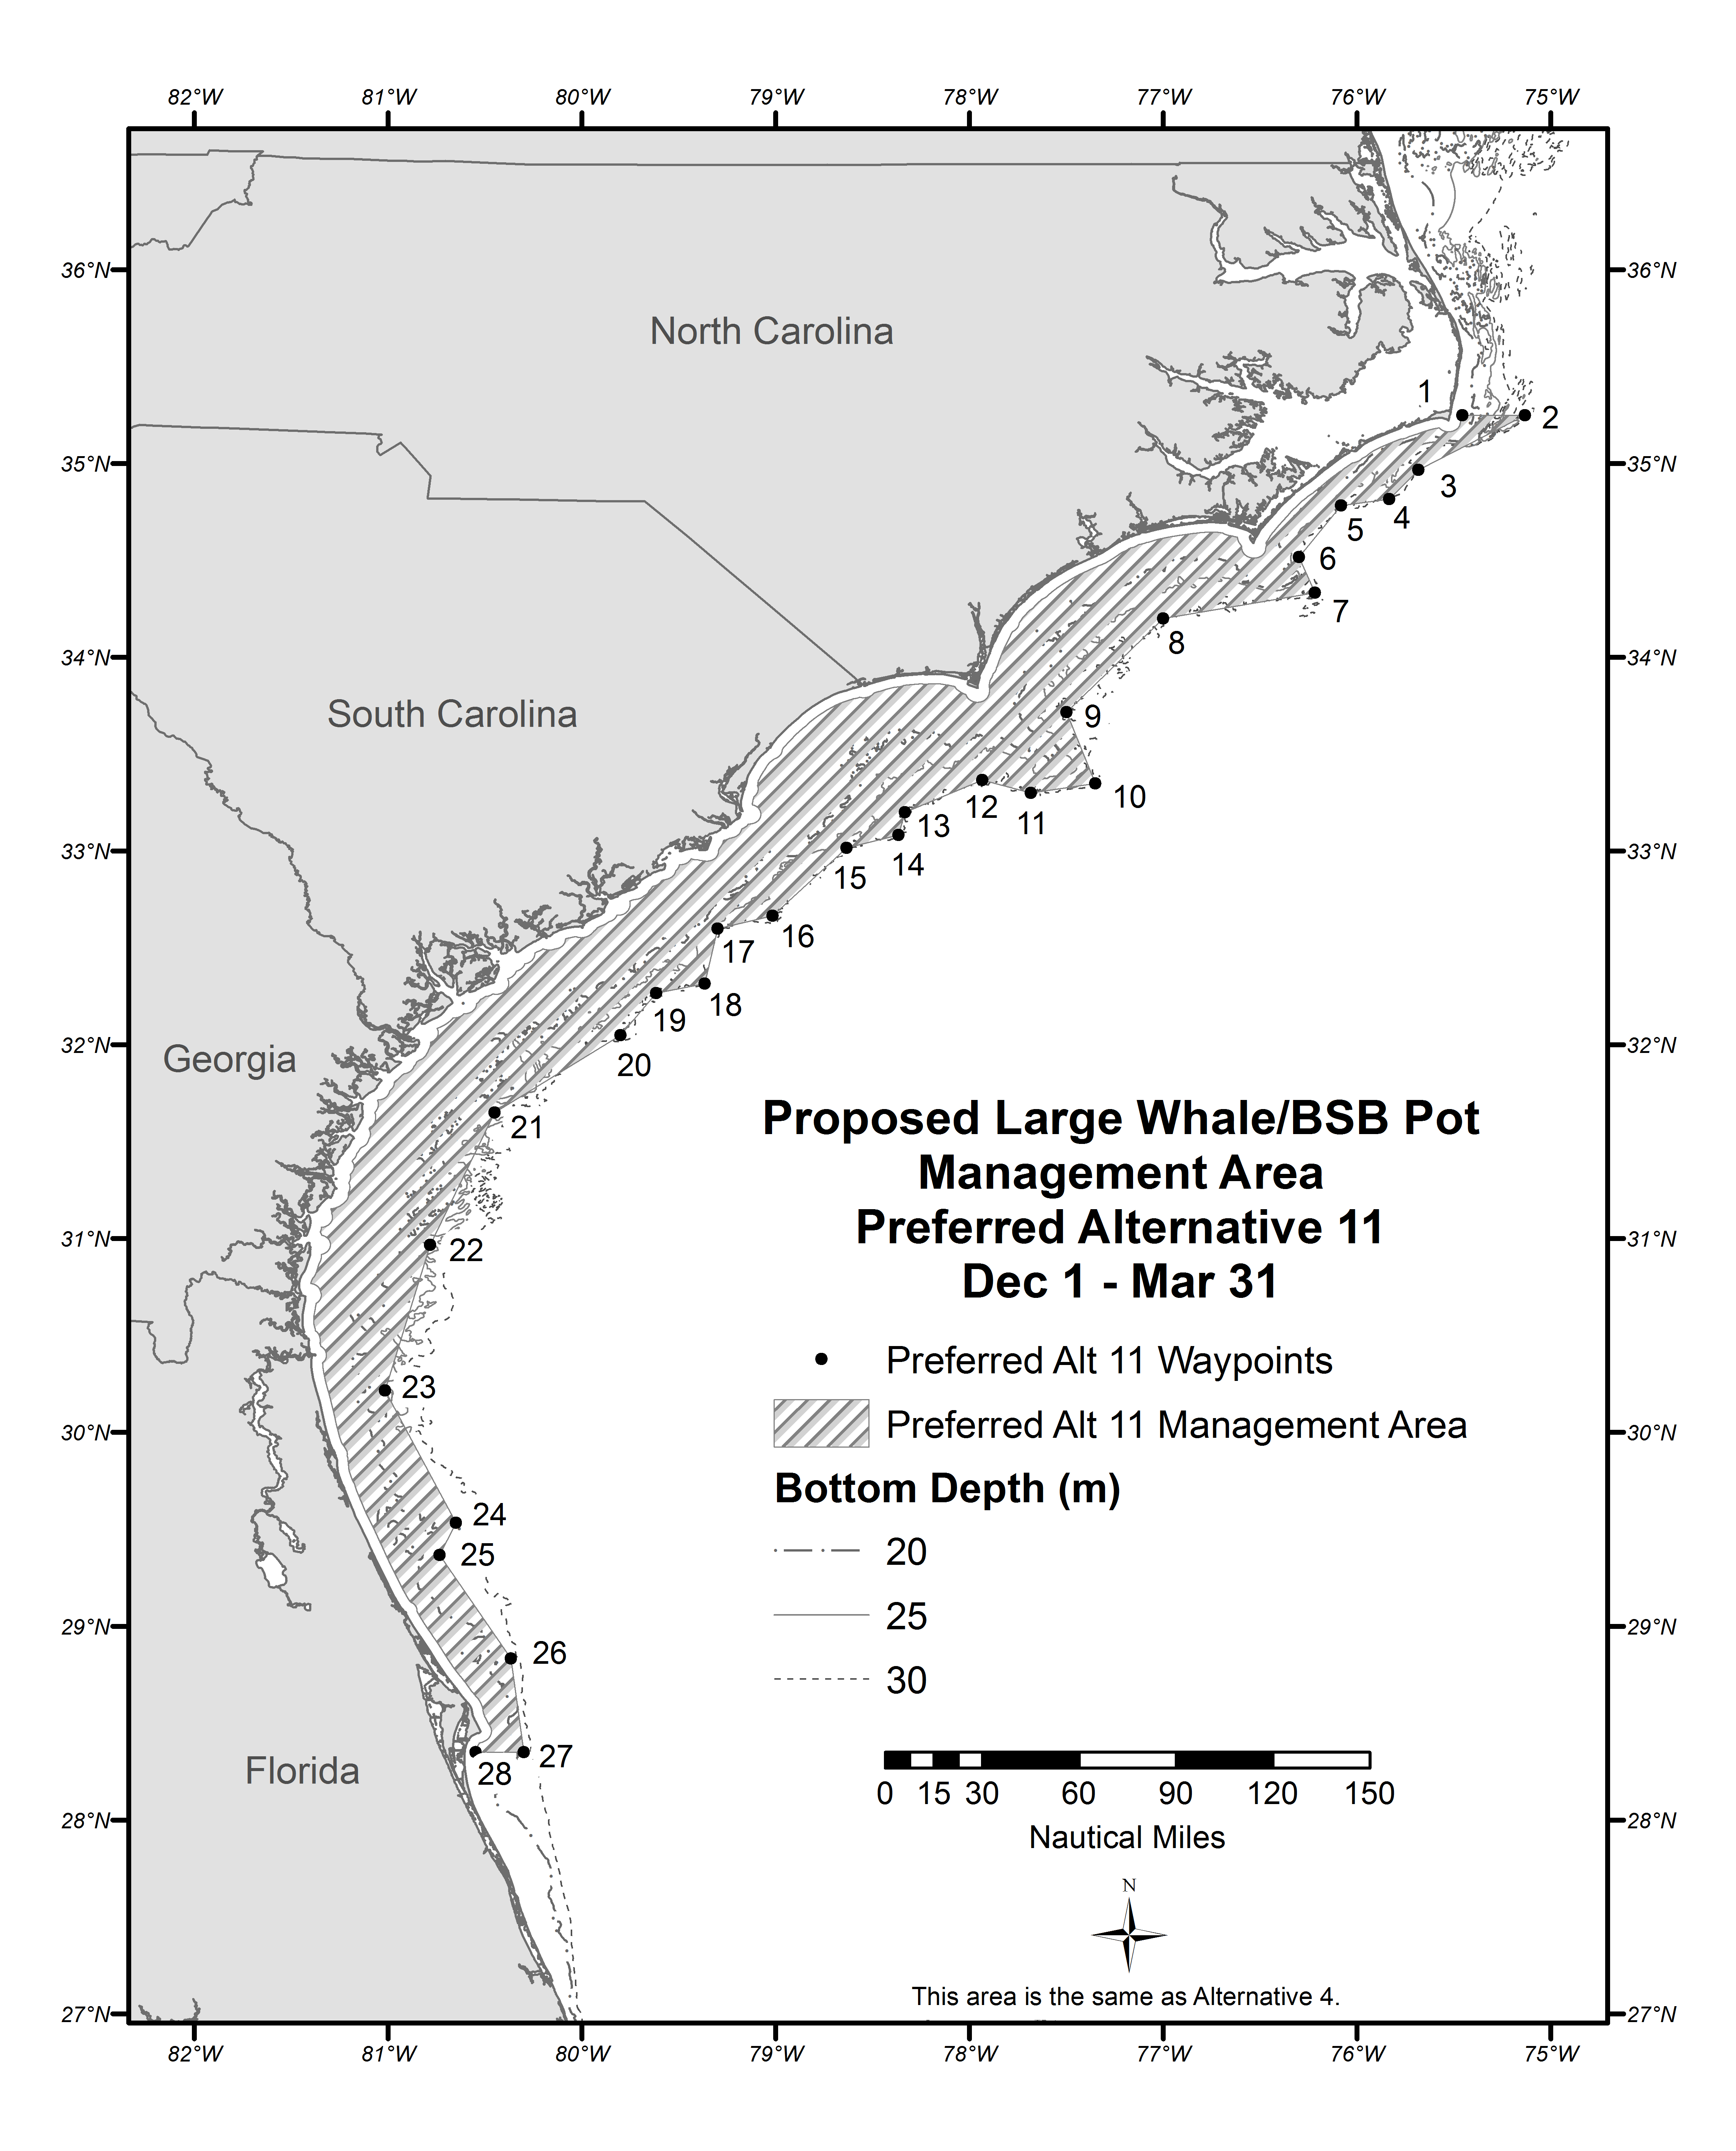 82°W 81°W 80°W 79°W 78°W 77°W 76°W 75°W
36°N 36°N
North Carolina
1
2
35°N 35°N
3
4
5
6
7
8
34°N 34°N
South Carolina
9
10
11
12
13
14
33°N 33°N
15
16
17
18
19
32°N 32°N
Georgia
20
21
Proposed Large Whale/BSB Pot
Management Area
Preferred Alternative 11
Dec 1 - Mar 31
31°N 31°N
22
Preferred Alt 11 Waypoints
23
Preferred Alt 11 Management Area
30°N 30°N
Bottom Depth (m)
24
25
20
25
29°N 29°N
26
30
27
28
Florida
0 15 30 60 90 120 150
Nautical Miles
28°N 28°N
N
This area is the same as Alternative 4.
27°N 27°N
82°W 81°W 80°W 79°W 78°W 77°W 76°W 75°W